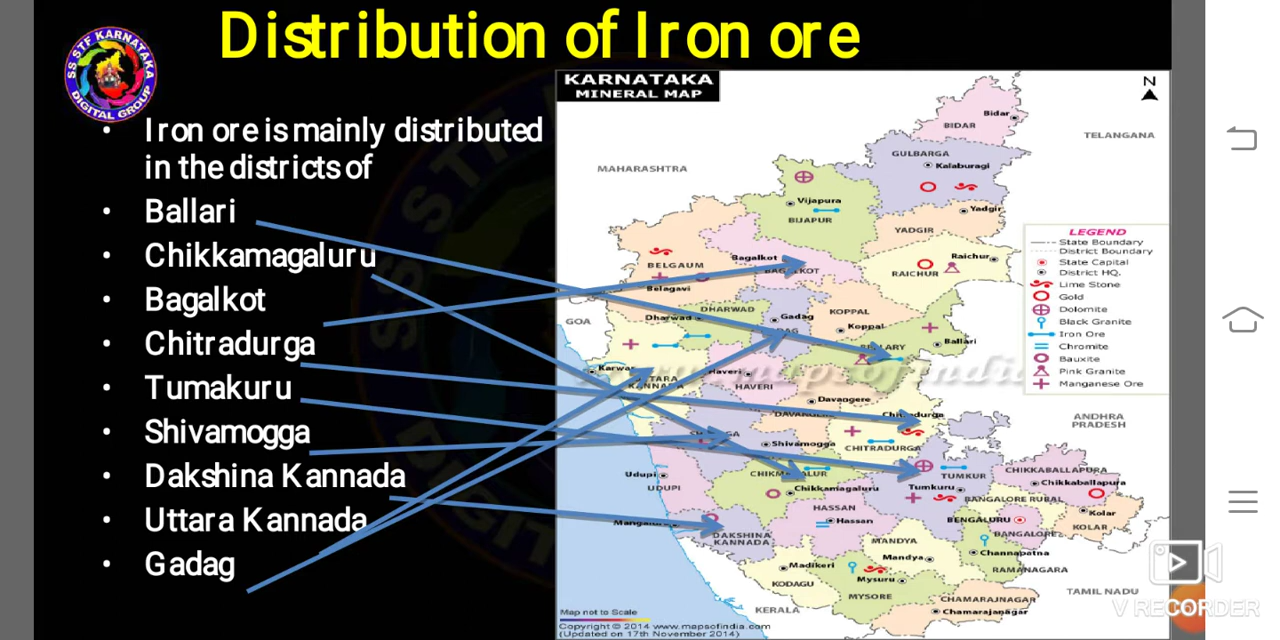 Distribution of Iron ore
SS STF KARNATAKA
DIGITAL GROUP
• Iron ore is mainly distributed
in the districts of
• Ballari
• Chikkamagaluru
• Bagalkot
• Chitradurga
• Tumakuru
• Shivamogga
• Dakshina Kannada
• Uttara Kannada
• Gadag
KARNATAKA
MINERAL MAP
N
TELANGANA
MAHARASHTRA
GOA
ANDHRA
PRADESH
TAMIL NADU
KERALA
Bidar
BIDAR
GULBARGA
Kalaburagi
Vijapura
BIJAPUR
Yadgir
YADGIR
BELGAUM
Belagavi
Bagalkot
Raichur
RAICHUR
DHARWAD
Dharwad
Gadag
KOPPAL
Koppal
Ballari
Karwar
KANNADA
Haveri
HAVERI
Davangere
Chitradurga
CHITRADURGA
Shivamogga
Udupi
UDUPI
Chikkamagaluru
TUMKUR
Tumkuru
CHIKKABALLAPURA
Chikkaballapura
BANGALORE RURAL
Kolar
KOLAR
HASSAN
Hassan
BENGALURU
BANGALORE
DAKSHINA
KANNADA
MANDYA
Mandya
Channapatna
RAMANAGARA
Madikeri
KODAGU
Mysuru
MYSORE
CHAMARAJNAGAR
Chamarajanagar
LEGEND
State Boundary
District Boundary
State Capital
District HQ.
Lime Stone
Gold
Dolomite
Black Granite
Iron Ore
Chromite
Bauxite
Pink Granite
Manganese Ore
Map not to Scale
Copyright © 2014 www.mapsofindia.com
(Updated on 17th November 2014)
V RECORDER